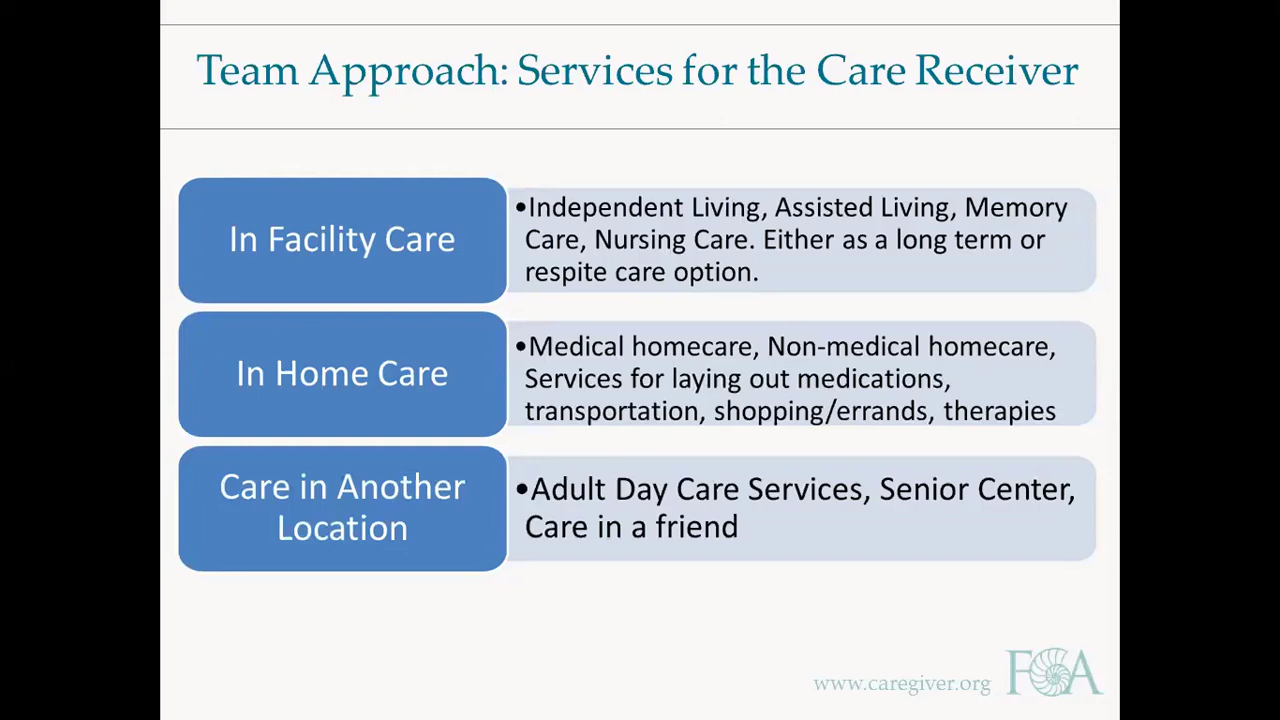 Team Approach: Services for the Care Receiver
In Facility Care
•Independent Living, Assisted Living, Memory
Care, Nursing Care. Either as a long term or
respite care option.
In Home Care
•Medical homecare, Non-medical homecare,
Services for laying out medications,
transportation, shopping/errands, therapies
Care in Another
Location
•Adult Day Care Services, Senior Center,
Care in a friend
www.caregiver.org
FCA